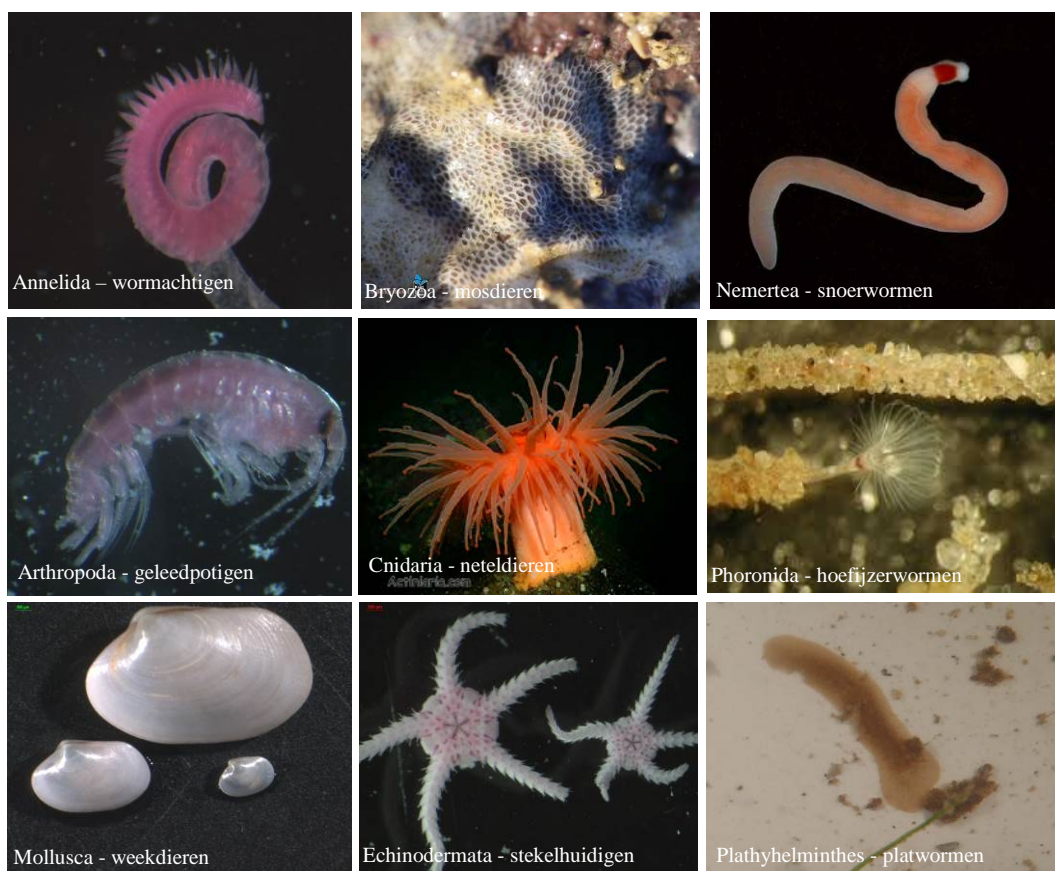 Annelida – wormachtigen
Bryozoa - mosdieren
Nemertea - snoerwormen
Arthropoda - geleedpotigen
Cnidaria - neteldieren
Actiniaria.com
Phoronida - hoefijzerwormen
Mollusca - weekdieren
Echinodermata - stekelhuidigen
Plathyhelminthes - platwormen